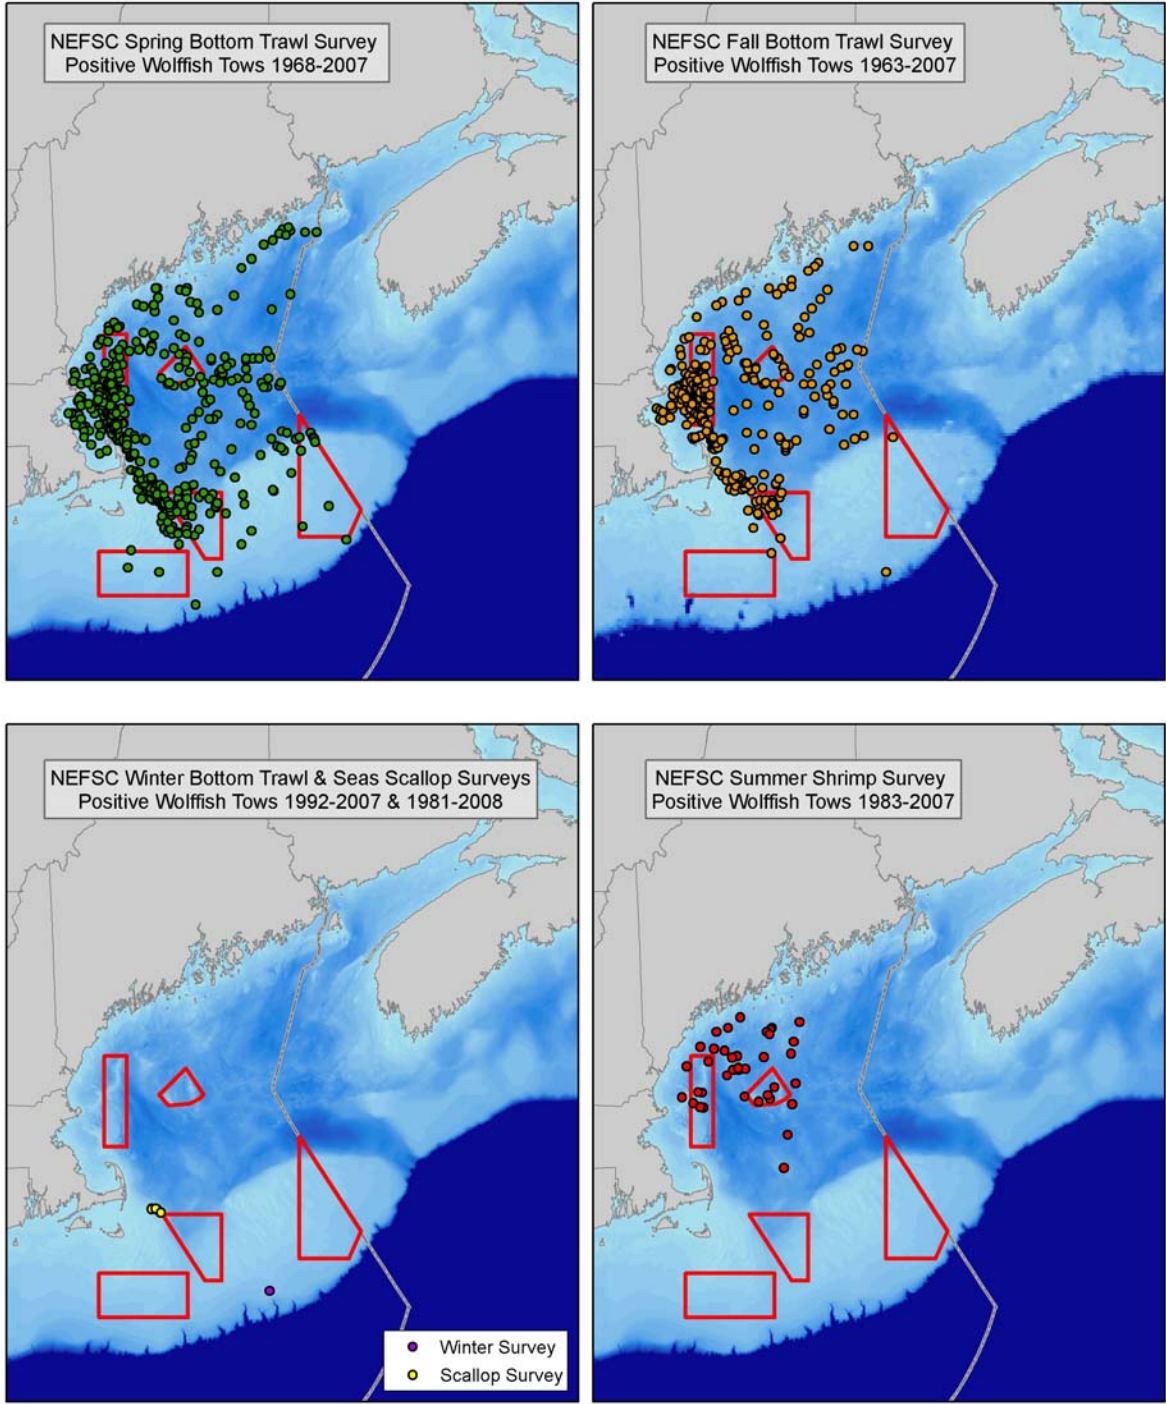 NEFSC Spring Bottom Trawl Survey
Positive Wolffish Tows 1968-2007
NEFSC Fall Bottom Trawl Survey
Positive Wolffish Tows 1963-2007
NEFSC Winter Bottom Trawl & Seas Scallop Surveys
Positive Wolffish Tows 1992-2007 & 1981-2008
Winter Survey
Scallop Survey
NEFSC Summer Shrimp Survey
Positive Wolffish Tows 1983-2007